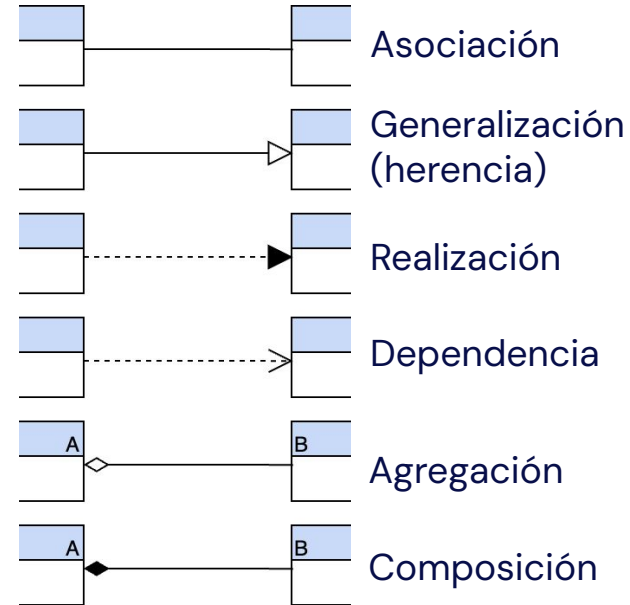 Asociación
Generalización
(herencia)
Realización
Dependencia
A B Agregación
A B Composición